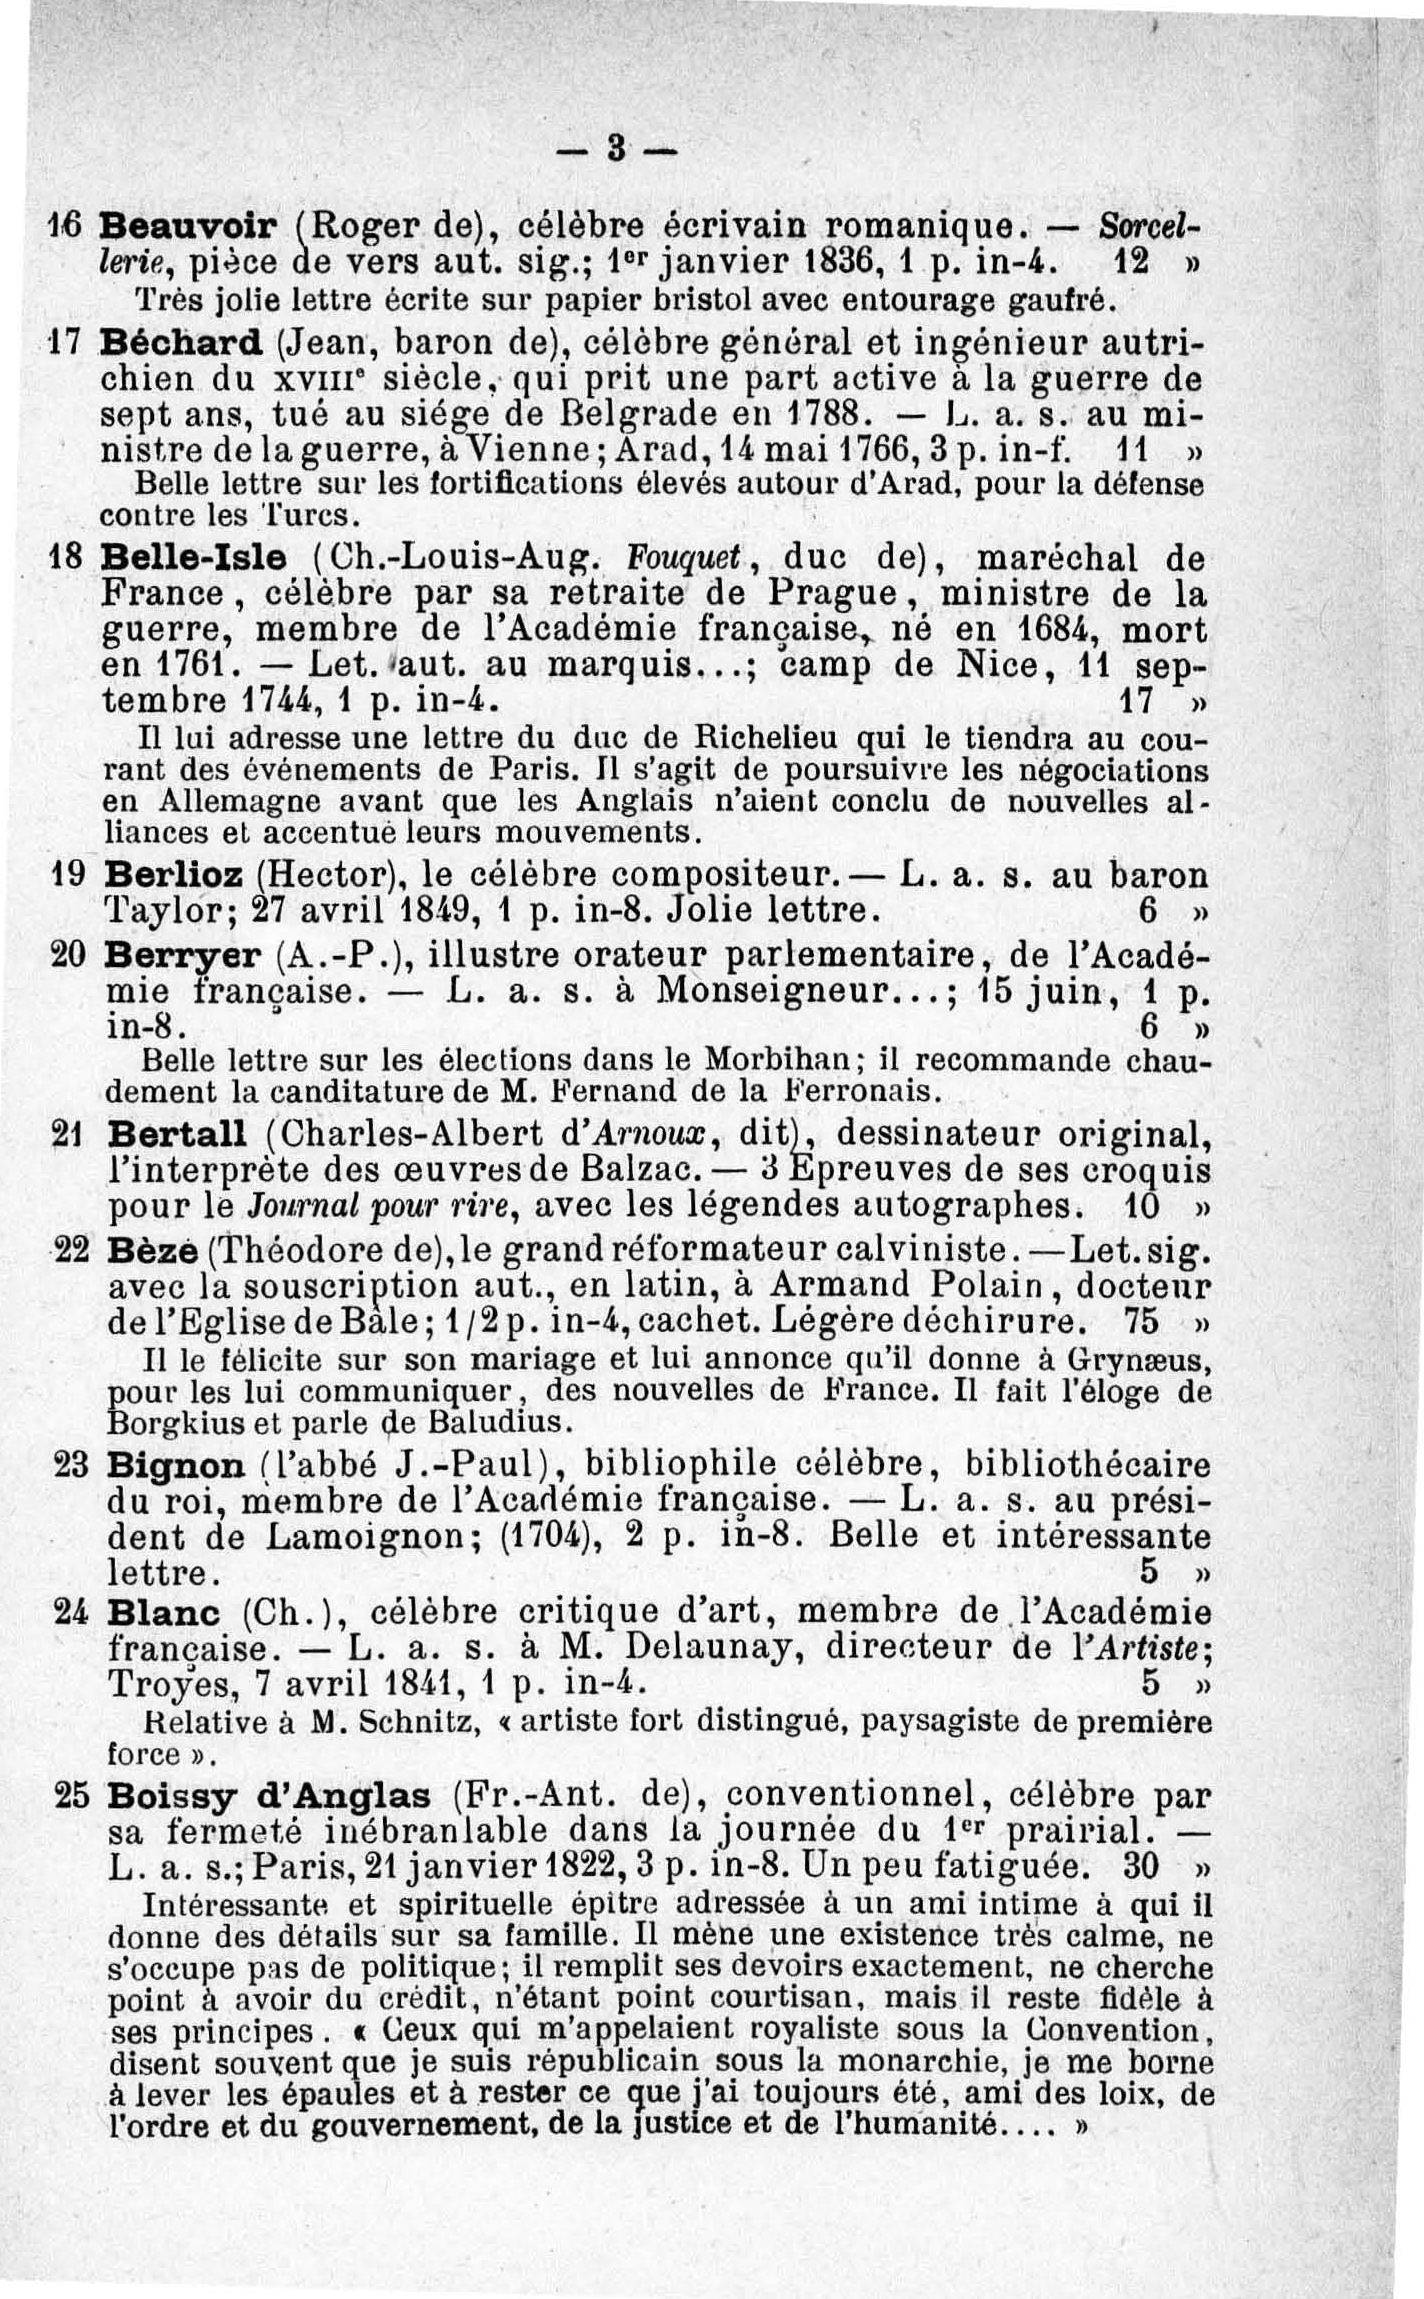 — 3 —
16 Beauvoir (Roger de), célèbre écrivain romanique. — Sorcel-
lerie, pièce de vers aut. sig.; 1er janvier 1836, 1 p. in-4. 12 »
Très jolie lettre écrite sur papier bristol avec entourage gaufré.
17 Béchard (Jean, baron de), célèbre général et ingénieur autri-
chien du XVIIIe siècle, qui prit une part active à la guerre de
sept ans, tué au siége de Belgrade en 1788. — L. a. s. au mi-
nistre de la guerre, à Vienne; Arad, 14 mai 1766, 3 p. in-f. 11 »
Belle lettre sur les fortifications élevés autour d'Arad, pour la défense
contre les Turcs.
18 Belle-Isle (Ch.-Louis-Aug. Fouquet, duc de), maréchal de
France, célèbre par sa retraite de Prague, ministre de la
guerre, membre de l'Académie française, né en 1684, mort
en 1761. — Let. aut. au marquis...; camp de Nice, 11 sep-
tembre 1744, 1 p. in-4. 17 »
Il lui adresse une lettre du duc de Richelieu qui le tiendra au cou-
rant des événements de Paris. Il s'agit de poursuivre les négociations
en Allemagne avant que les Anglais n'aient conclu de nouvelles al-
liances et accentué leurs mouvements.
19 Berlioz (Hector), le célèbre compositeur. — L. a. s. au baron
Taylor; 27 avril 1849, 1 p. in-8. Jolie lettre. 6 »
20 Berryer (A.-P.), illustre orateur parlementaire, de l'Acadé-
mie française. — L. a. s. à Monseigneur...; 15 juin, 1 p.
in-8. 6 »
Belle lettre sur les élections dans le Morbihan; il recommande chau-
dement la canditature de M. Fernand de la Ferronais.
21 Bertall (Charles-Albert d'Arnoux, dit), dessinateur original,
l'interprète des œuvres de Balzac. — 3 Epreuves de ses croquis
pour le Journal pour rire, avec les légendes autographes. 10 »
22 Bèze (Théodore de), le grand réformateur calviniste. — Let. sig.
avec la souscription aut., en latin, à Armand Polain, docteur
de l'Eglise de Bâle; 1/2 p. in-4, cachet. Légère déchirure. 75 »
Il le félicite sur son mariage et lui annonce qu'il donne à Grynæus,
pour les lui communiquer, des nouvelles de France. Il fait l'éloge de
Borgkius et parle de Baludius.
23 Bignon (l'abbé J.-Paul), bibliophile célèbre, bibliothécaire
du roi, membre de l'Académie française. — L. a. s. au prési-
dent de Lamoignon; (1704), 2 p. in-8. Belle et intéressante
lettre. 5 »
24 Blanc (Ch.), célèbre critique d'art, membre de l'Académie
française. — L. a. s. à M. Delaunay, directeur de l'Artiste;
Troyes, 7 avril 1841, 1 p. in-4. 5 »
Relative à M. Schnitz, « artiste fort distingué, paysagiste de première
force ».
25 Boissy d'Anglas (Fr.-Ant. de), conventionnel, célèbre par
sa fermeté inébranlable dans la journée du 1er prairial. —
L. a. s.; Paris, 21 janvier 1822, 3 p. in-8. Un peu fatiguée. 30 »
Intéressante et spirituelle épître adressée à un ami intime à qui il
donne des détails sur sa famille. Il mène une existence très calme, ne
s'occupe pas de politique; il remplit ses devoirs exactement, ne cherche
point à avoir du crédit, n'étant point courtisan, mais il reste fidèle à
ses principes. « Ceux qui m'appelaient royaliste sous la Convention,
disent souvent que je suis républicain sous la monarchie, je me borne
à lever les épaules et à rester ce que j'ai toujours été, ami des loix, de
l'ordre et du gouvernement, de la justice et de l'humanité.... »